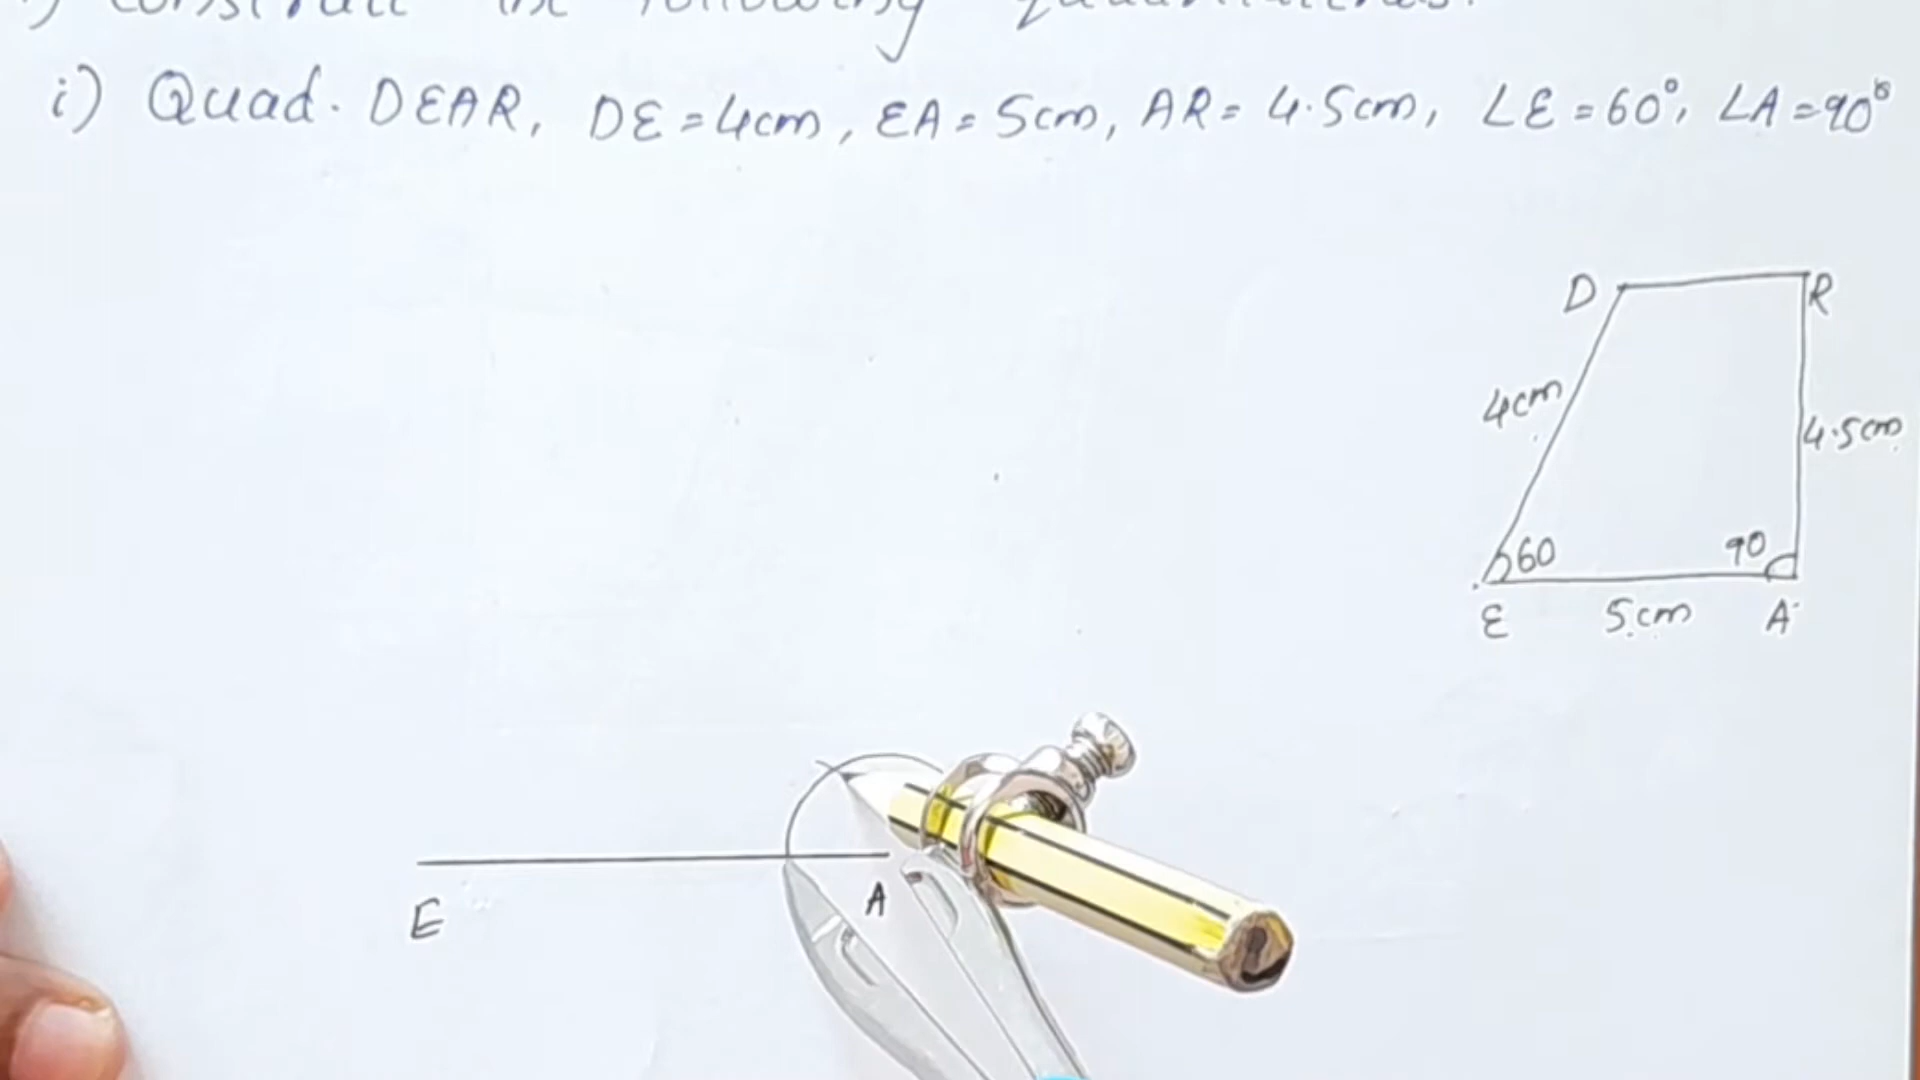 i) Quad. DEAR, DE = 4cm, EA = 5cm, AR = 4.5cm, ∠E = 60°, ∠A = 90°
D R
4cm
4.5cm
60 90
E 5cm A
E A